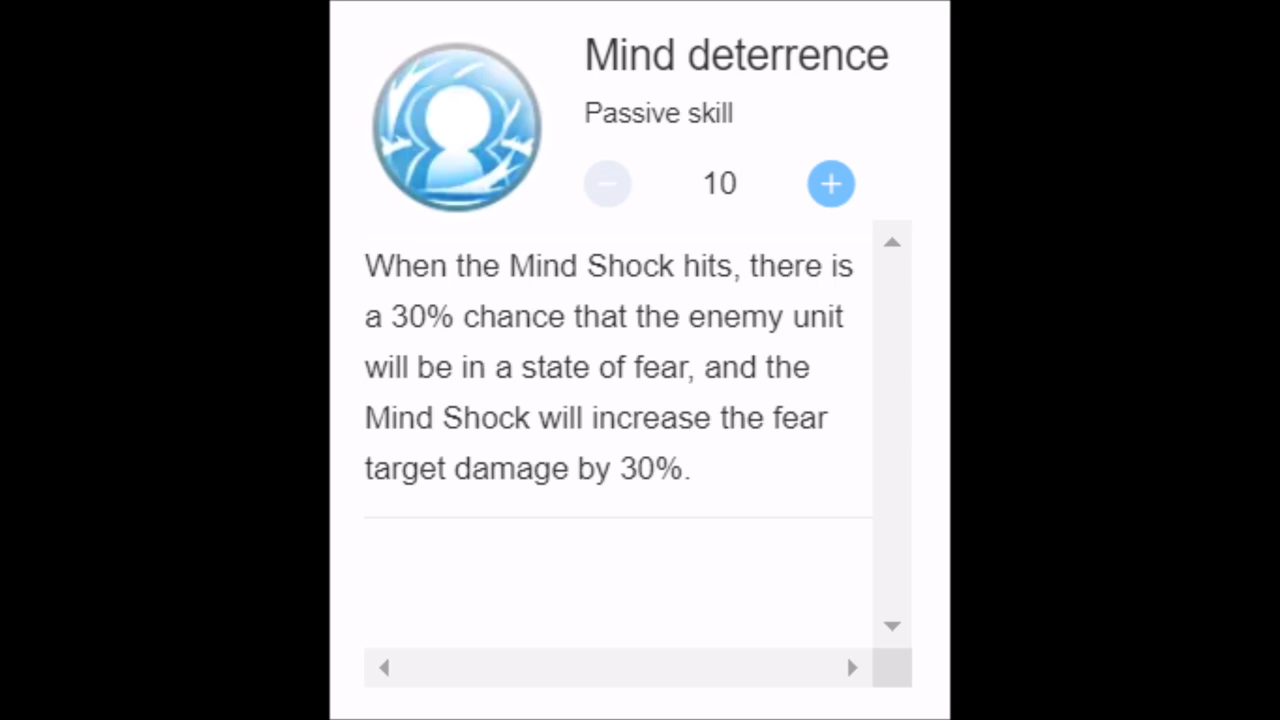 Mind deterrence
Passive skill
− 10 +
When the Mind Shock hits, there is
a 30% chance that the enemy unit
will be in a state of fear, and the
Mind Shock will increase the fear
target damage by 30%.